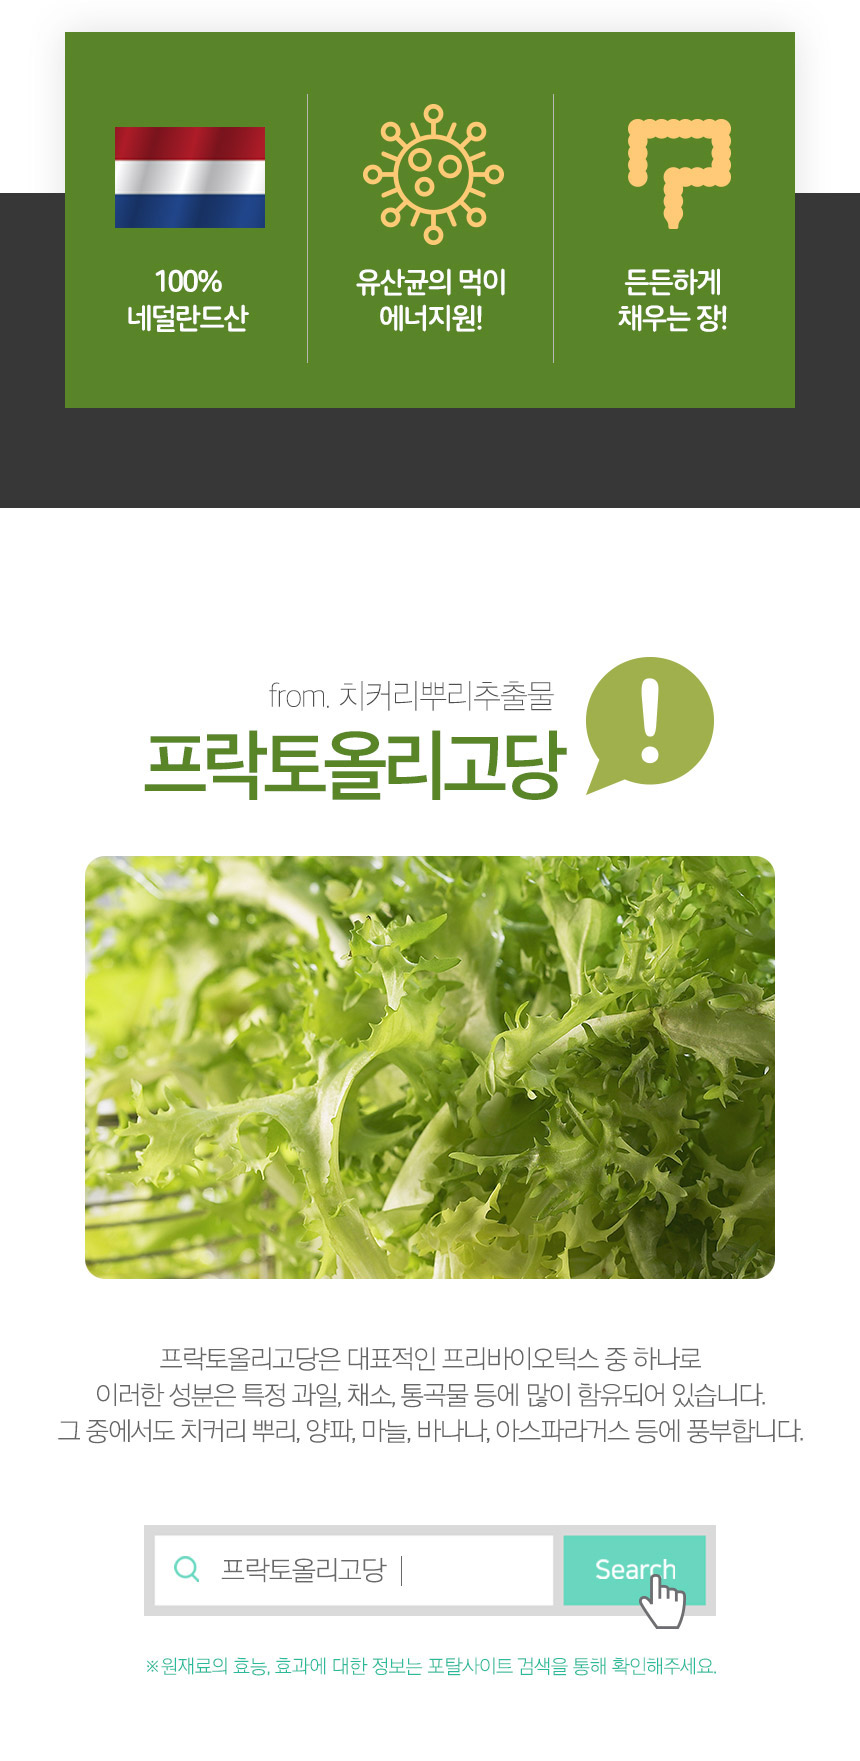 100%
네덜란드산
유산균의 먹이
에너지원!
든든하게
채우는 장!
from. 치커리뿌리추출물
프락토올리고당
!
프락토올리고당은 대표적인 프리바이오틱스 중 하나로
이러한 성분은 특정 과일, 채소, 통곡물 등에 많이 함유되어 있습니다.
그 중에서도 치커리 뿌리, 양파, 마늘, 바나나, 아스파라거스 등에 풍부합니다.
프락토올리고당
Search
※원재료의 효능, 효과에 대한 정보는 포탈사이트 검색을 통해 확인해주세요.